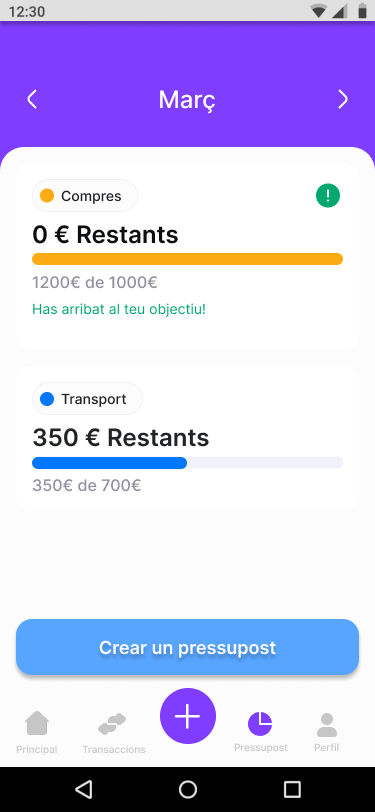 12:30
Març
Compres
0 € Restants
1200€ de 1000€
Has arribat al teu objectiu!
Transport
350 € Restants
350€ de 700€
Crear un pressupost
Principal
Transaccions
Pressupost
Perfil